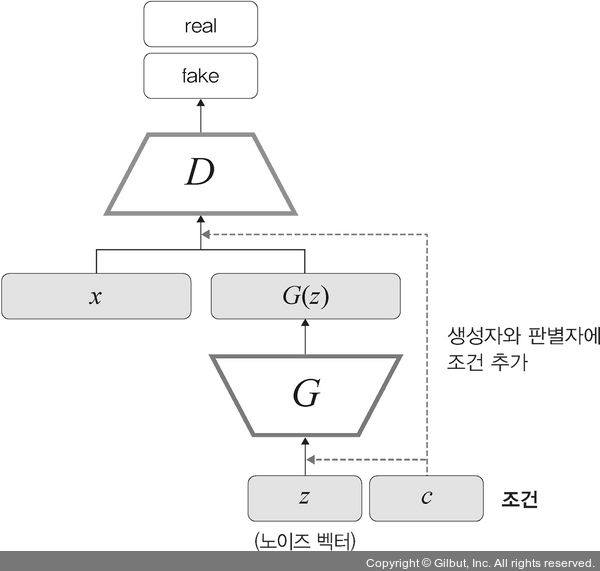 real
fake
D
x
G(z)
생성자와 판별자에
조건 추가
G
z
c
조건
(노이즈 벡터)
Copyright © Gilbut, Inc. All rights reserved.